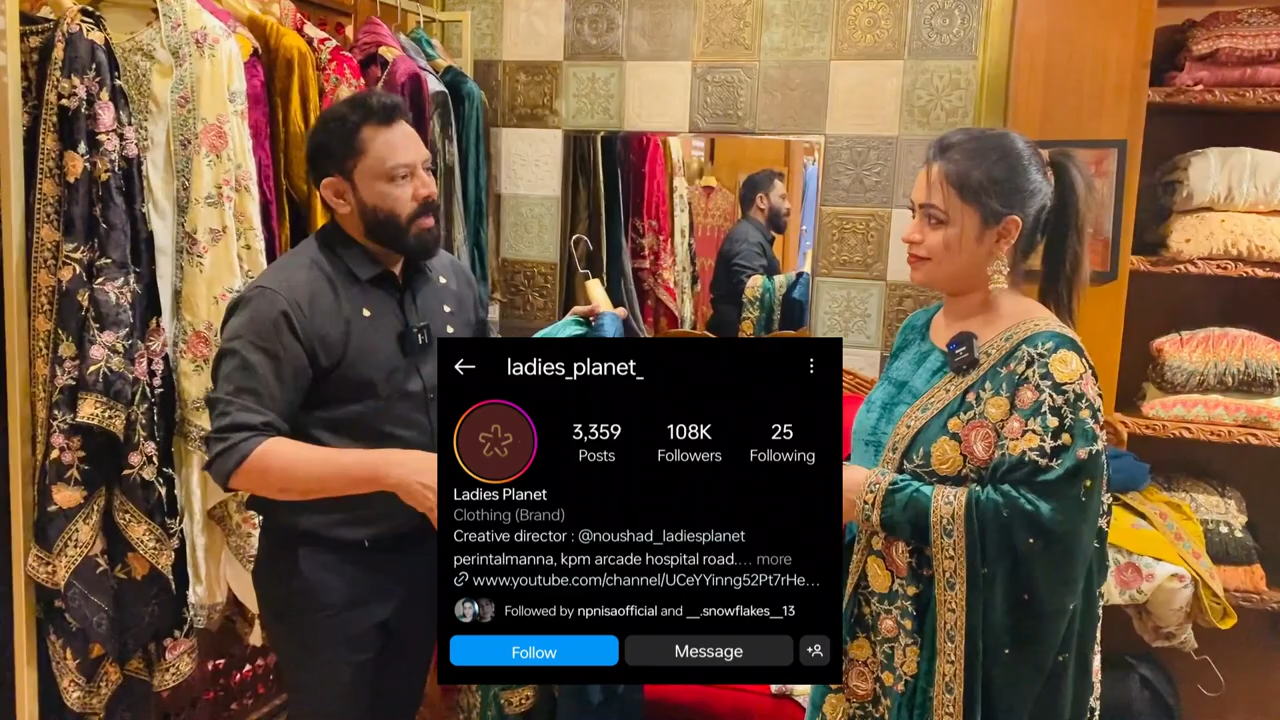 ladies_planet_
3,359 108K 25
Posts Followers Following
Ladies Planet
Clothing (Brand)
Creative director : @noushad_ladiesplanet
perintalmanna, kpm arcade hospital road.... more
www.youtube.com/channel/UCeYYinng52Pt7rHe...
Followed by npnisaofficial and __.snowflakes__13
Follow Message